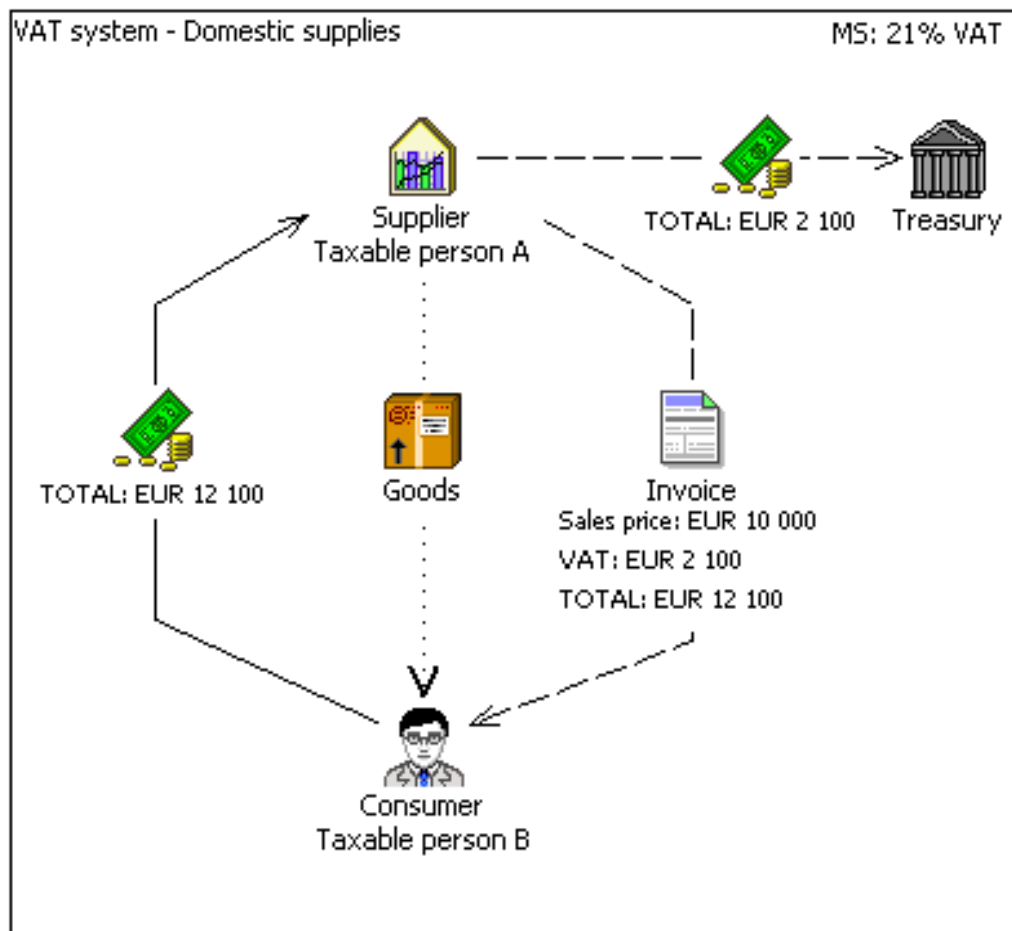 VAT system - Domestic supplies
MS: 21% VAT
Supplier
Taxable person A
TOTAL: EUR 2 100
Treasury
TOTAL: EUR 12 100
Goods
Invoice
Sales price: EUR 10 000
VAT: EUR 2 100
TOTAL: EUR 12 100
Consumer
Taxable person B